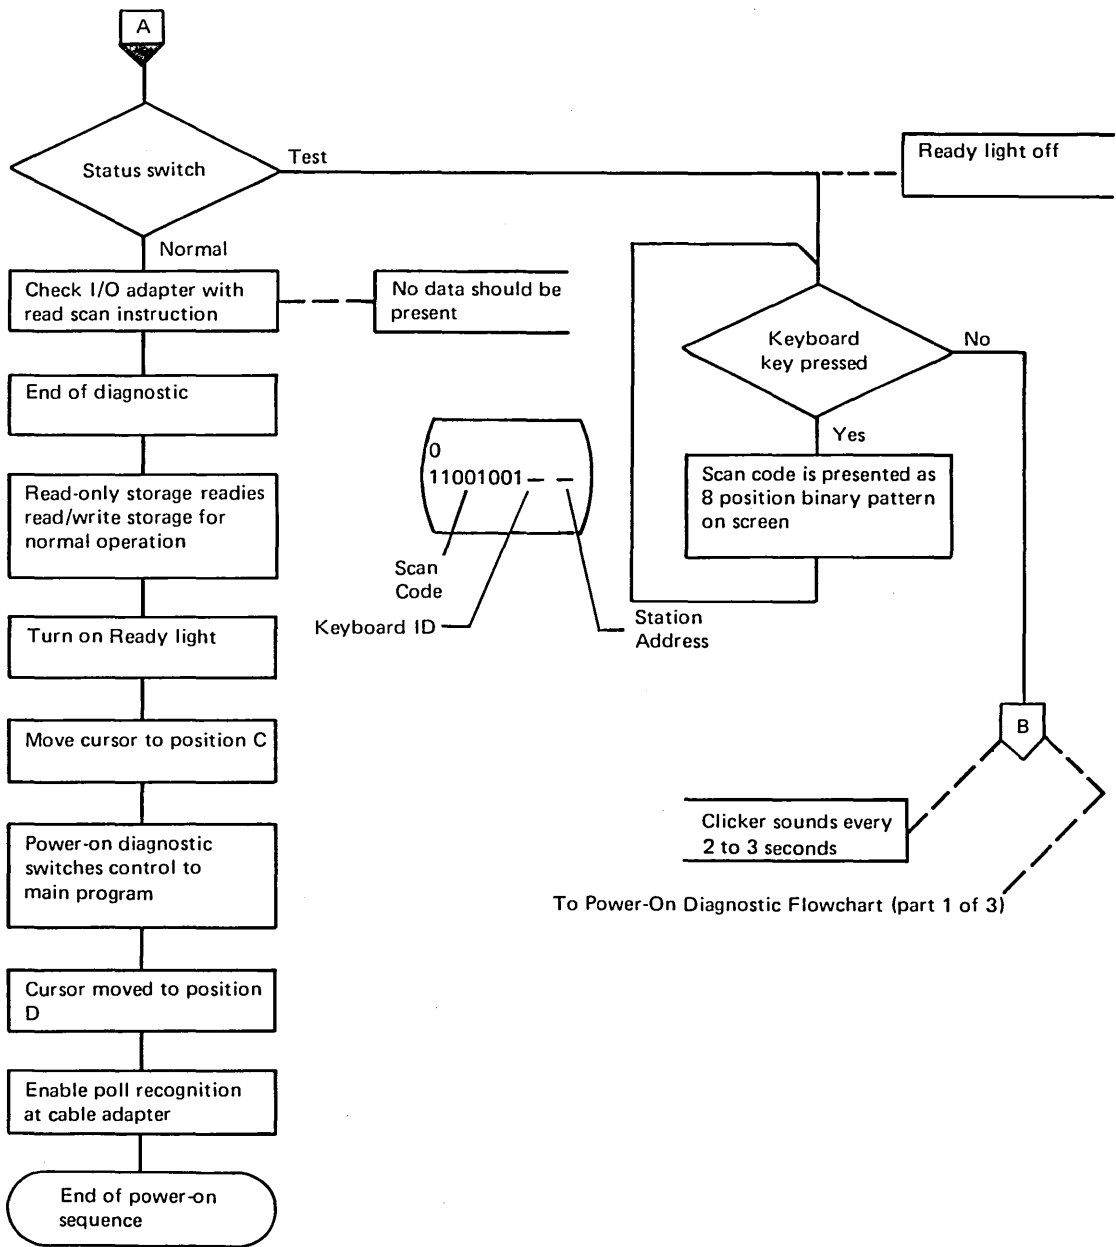 A
Status switch
Test
Ready light off
Normal
Check I/O adapter with
read scan instruction
No data should be
present
End of diagnostic
Read-only storage readies
read/write storage for
normal operation
Turn on Ready light
Move cursor to position C
Power-on diagnostic
switches control to
main program
Cursor moved to position
D
Enable poll recognition
at cable adapter
End of power-on
sequence
0
11001001– –
Scan
Code
Keyboard ID
Station
Address
Keyboard
key pressed
No
Yes
Scan code is presented as
8 position binary pattern
on screen
B
Clicker sounds every
2 to 3 seconds
To Power-On Diagnostic Flowchart (part 1 of 3)